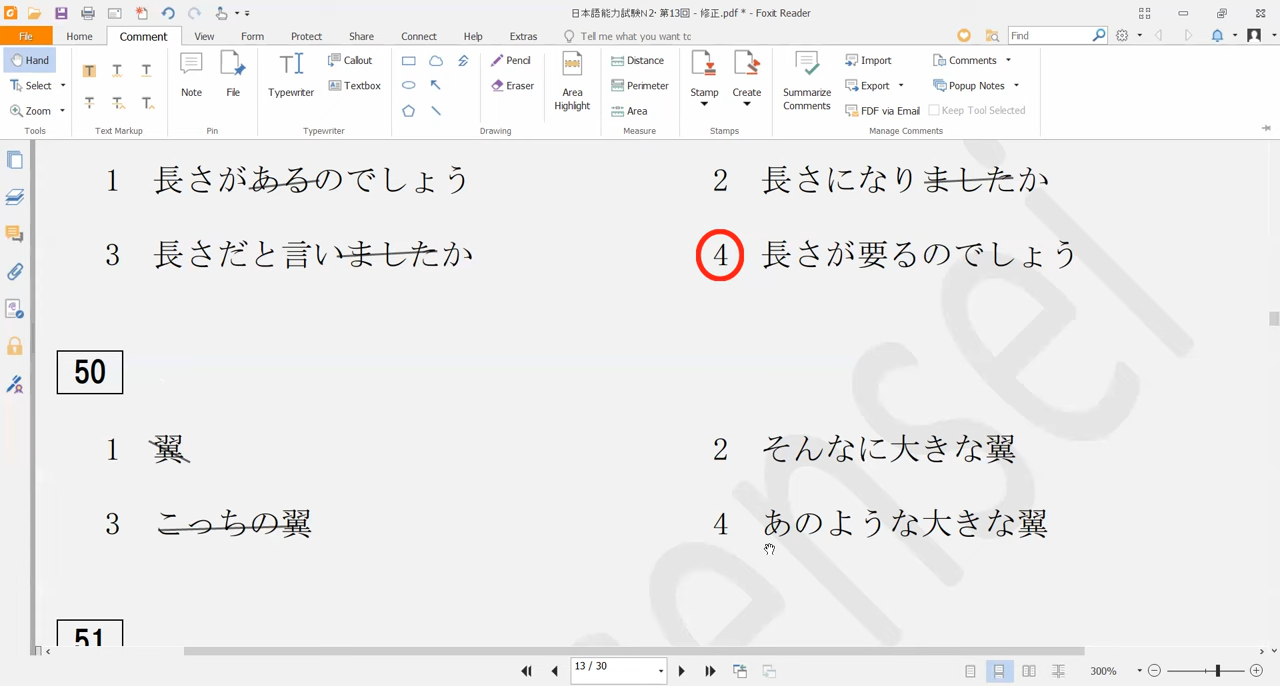 日本語能力試験N2· 第13回 - 修正.pdf * - Foxit Reader
File Home Comment View Form Protect Share Connect Help Extras Tell me what you want to Find
Hand Select Zoom Tools
Text Markup
Note File Pin
Typewriter Callout Textbox Typewriter
Pencil Eraser Drawing
Area Highlight
Distance Perimeter Area Measure
Stamp Create Stamps
Summarize Comments Import Export FDF via Email Comments Popup Notes Keep Tool Selected Manage Comments
1 長さがあるのでしょう 2 長さになりましたか
3 長さだと言いましたか 4 長さが要るのでしょう
50
1 翼 2 そんなに大きな翼
3 こっちの翼 4 あのような大きな翼
51
13 / 30 300%